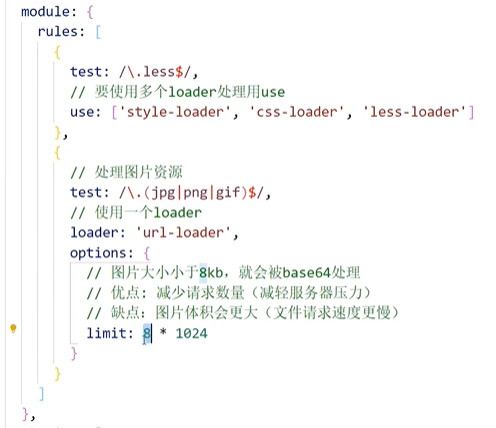 module: {
rules: [
{
test: /\.less$/,
// 要使用多个loader处理用use
use: ['style-loader', 'css-loader', 'less-loader']
},
{
// 处理图片资源
test: /\.(jpg|png|gif)$/,
// 使用一个loader
loader: 'url-loader',
options: {
// 图片大小小于8kb，就会被base64处理
// 优点: 减少请求数量（减轻服务器压力）
// 缺点：图片体积会更大（文件请求速度更慢）
limit: 8 * 1024
}
}
]
},